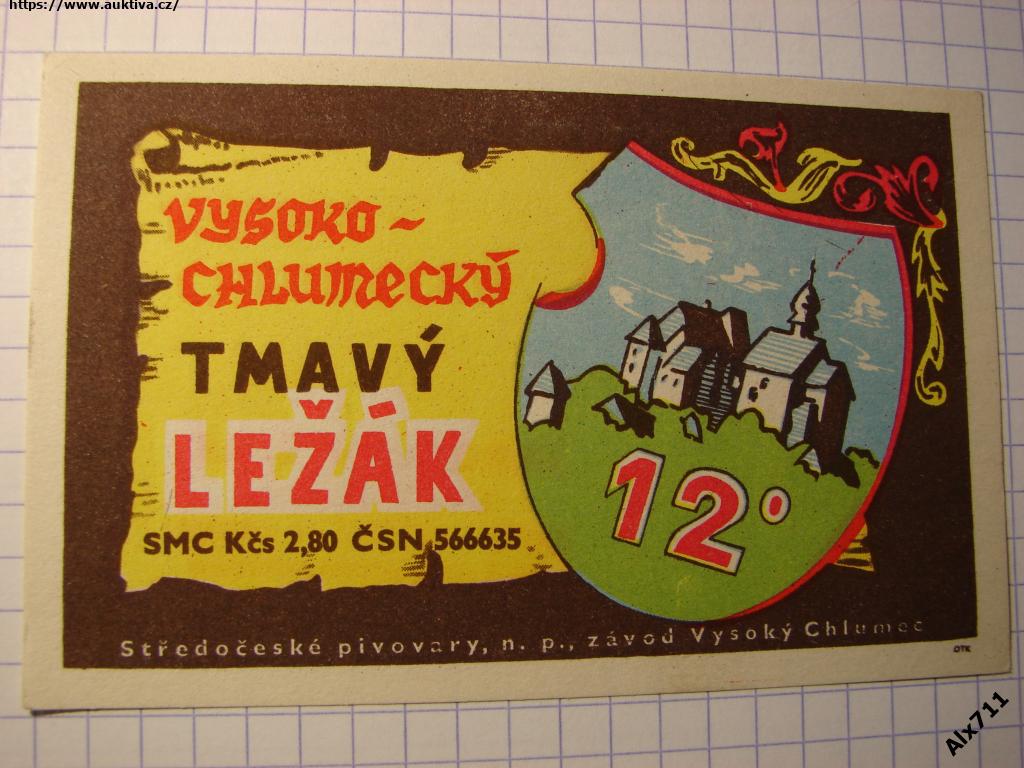 https://www.auktiva.cz/
VYSOKO-
CHLUMECKÝ
TMAVÝ
LEŽÁK
SMC Kčs 2,80 ČSN 566635
12°
Středočeské pivovary, n. p., závod Vysoký Chlumec
OTK
Alx711